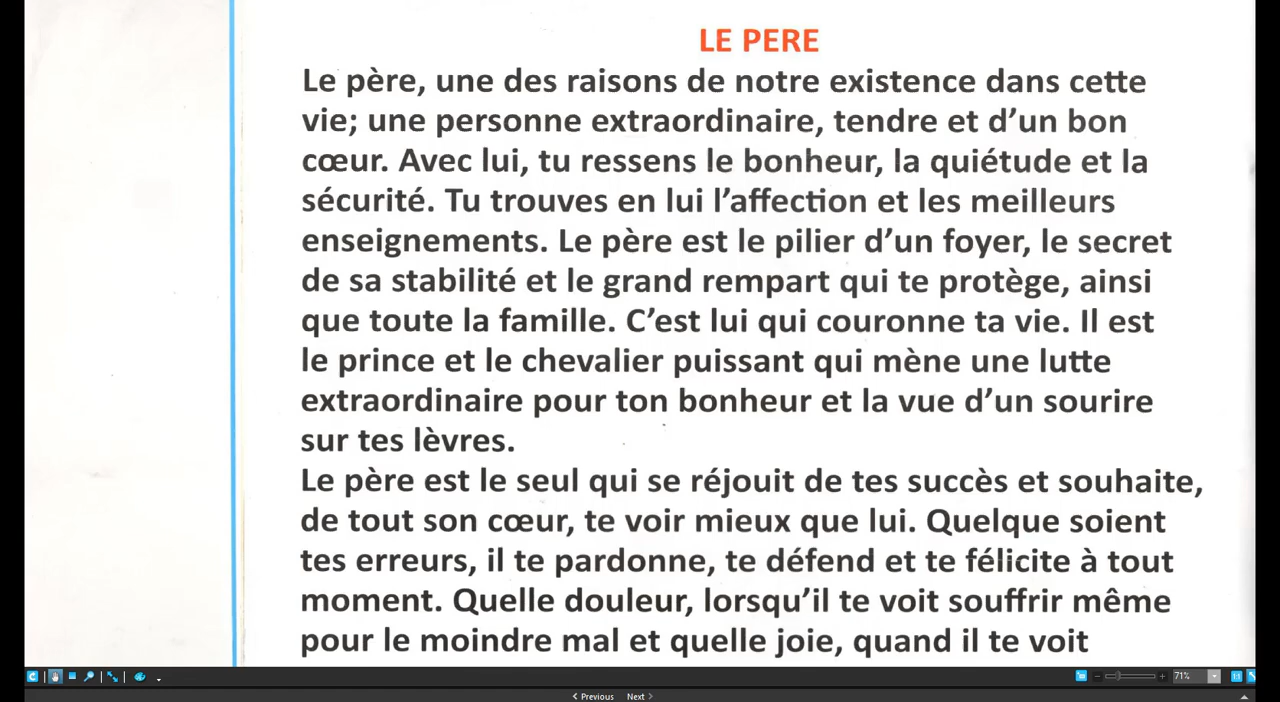 LE PERE
Le père, une des raisons de notre existence dans cette
vie; une personne extraordinaire, tendre et d'un bon
cœur. Avec lui, tu ressens le bonheur, la quiétude et la
sécurité. Tu trouves en lui l'affection et les meilleurs
enseignements. Le père est le pilier d'un foyer, le secret
de sa stabilité et le grand rempart qui te protège, ainsi
que toute la famille. C'est lui qui couronne ta vie. Il est
le prince et le chevalier puissant qui mène une lutte
extraordinaire pour ton bonheur et la vue d'un sourire
sur tes lèvres.
Le père est le seul qui se réjouit de tes succès et souhaite,
de tout son cœur, te voir mieux que lui. Quelque soient
tes erreurs, il te pardonne, te défend et te félicite à tout
moment. Quelle douleur, lorsqu'il te voit souffrir même
pour le moindre mal et quelle joie, quand il te voit
71%
Previous Next